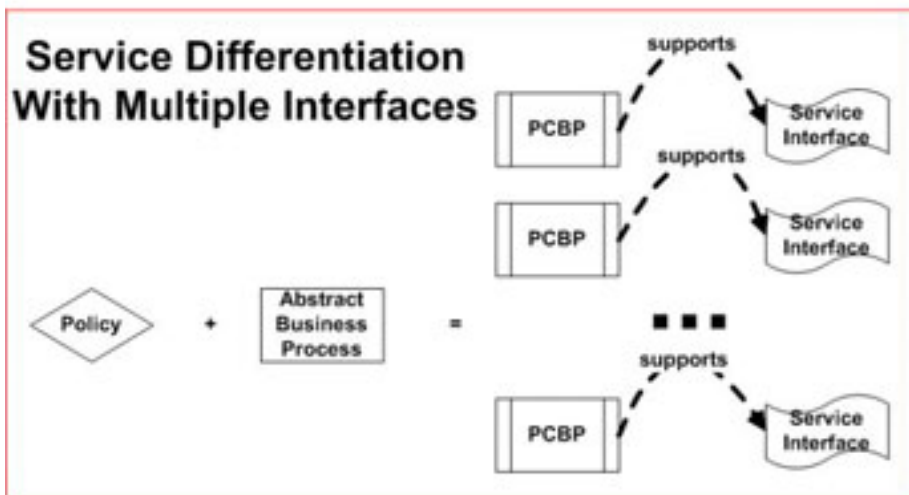 Service Differentiation
With Multiple Interfaces
supports
PCBP
Service
Interface
supports
PCBP
Service
Interface
Policy
+
Abstract
Business
Process
=
supports
PCBP
Service
Interface